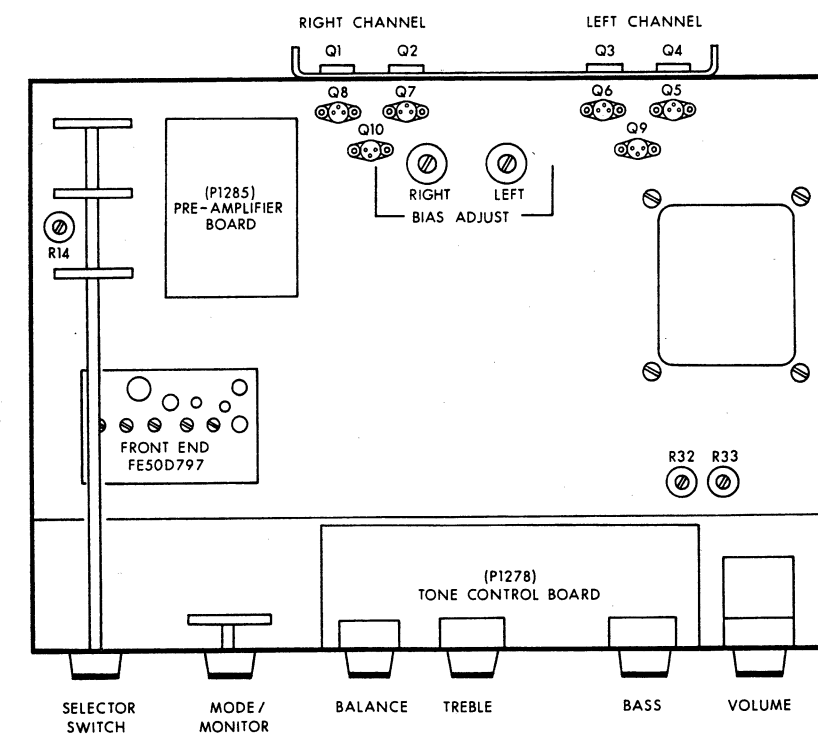 RIGHT CHANNEL
LEFT CHANNEL
Q1
Q2
Q3
Q4
Q8
Q7
Q6
Q5
Q10
Q9
(P1285)
PRE-AMPLIFIER
BOARD
RIGHT
LEFT
BIAS ADJUST
R14
FRONT END
FE50D797
R32
R33
(P1278)
TONE CONTROL BOARD
SELECTOR
SWITCH
MODE/
MONITOR
BALANCE
TREBLE
BASS
VOLUME